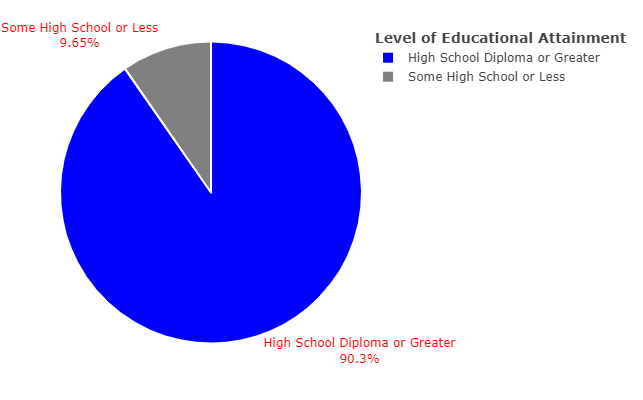 Some High School or Less
9.65%
Level of Educational Attainment
High School Diploma or Greater
Some High School or Less
High School Diploma or Greater
90.3%